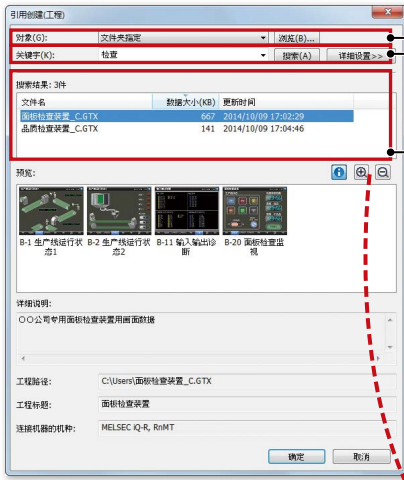 引用创建(工程)
对象(G): 文件夹指定 浏览(B)...
关键字(K): 检查 搜索(A) 详细设置>>
搜索结果: 3件
文件名 数据大小(KB) 更新时间
面板检查装置_C.GTX 667 2014/10/09 17:02:29
品质检查装置_C.GTX 141 2014/10/09 17:04:46
预览:
B-1 生产线运行状态1
B-2 生产线运行状态2
B-11 输入输出诊断
B-20 面板检查监视
详细说明:
〇〇公司专用面板检查装置用画面数据
工程路径: C:\Users\面板检查装置_C.GTX
工程标题: 面板检查装置
连接机器的机种: MELSEC iQ-R, RnMT
确定 取消